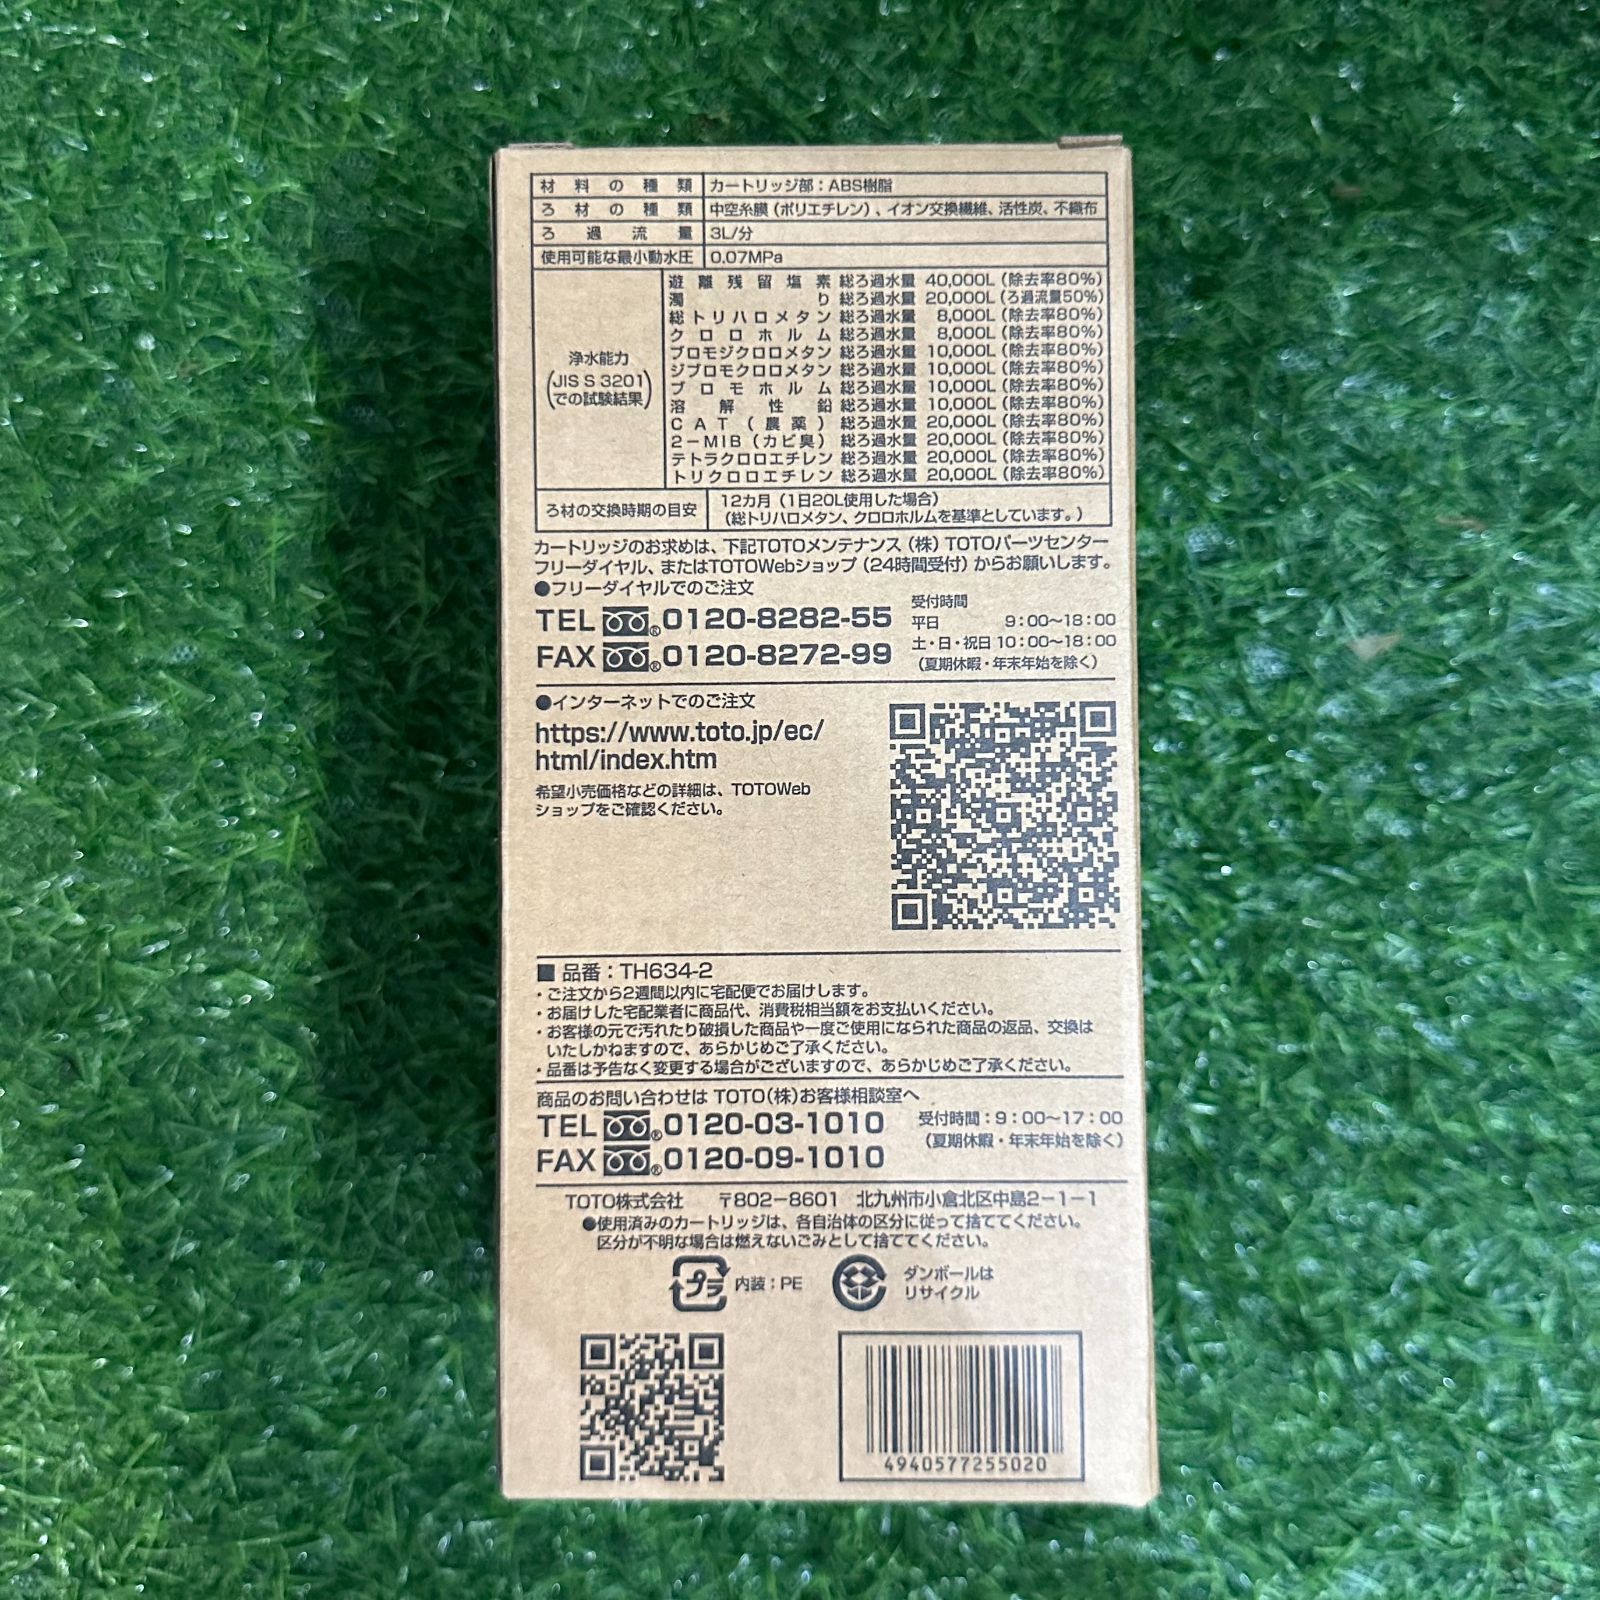 材料の種類 カートリッジ部：ABS樹脂
ろ材の種類 中空糸膜（ポリエチレン）、イオン交換繊維、活性炭、不織布
ろ過流量 3L/分
使用可能な最小動水圧 0.07MPa
浄水能力
(JIS S 3201
での試験結果)
遊離残留塩素 総ろ過水量 40,000L（除去率80%）
濁り 総ろ過水量 20,000L（ろ過流量50%）
総トリハロメタン 総ろ過水量 8,000L（除去率80%）
クロロホルム 総ろ過水量 8,000L（除去率80%）
ブロモジクロロメタン 総ろ過水量 10,000L（除去率80%）
ジブロモクロロメタン 総ろ過水量 10,000L（除去率80%）
ブロモホルム 総ろ過水量 10,000L（除去率80%）
溶解性鉛 総ろ過水量 10,000L（除去率80%）
CAT（農薬） 総ろ過水量 20,000L（除去率80%）
2－MIB（カビ臭） 総ろ過水量 20,000L（除去率80%）
テトラクロロエチレン 総ろ過水量 20,000L（除去率80%）
トリクロロエチレン 総ろ過水量 20,000L（除去率80%）
ろ材の交換時期の目安 12カ月（1日20L使用した場合）
（総トリハロメタン、クロロホルムを基準としています。）
カートリッジのお求めは、下記TOTOメンテナンス（株）TOTOパーツセンター
フリーダイヤル、またはTOTOWebショップ（24時間受付）からお願いします。
●フリーダイヤルでのご注文
TEL ®0120-8282-55
FAX ®0120-8272-99
受付時間
平日 9：00～18：00
土・日・祝日 10：00～18：00
（夏期休暇・年末年始を除く）
●インターネットでのご注文
https://www.toto.jp/ec/
html/index.htm
希望小売価格などの詳細は、TOTOWeb
ショップをご確認ください。
■ 品番：TH634-2
・ご注文から2週間以内に宅配便でお届けします。
・お届けした宅配業者に商品代、消費税相当額をお支払いください。
・お客様の元で汚れたり破損した商品や一度ご使用になられた商品の返品、交換は
いたしかねますので、あらかじめご了承ください。
・品番は予告なく変更する場合がございますので、あらかじめご了承ください。
商品のお問い合わせは TOTO（株）お客様相談室へ
TEL ®0120-03-1010
FAX ®0120-09-1010
受付時間：9：00～17：00
（夏期休暇・年末年始を除く）
TOTO株式会社 〒802－8601 北九州市小倉北区中島2－1－1
●使用済みのカートリッジは、各自治体の区分に従って捨ててください。
区分が不明な場合は燃えないごみとして捨ててください。
プラ 内装：PE
ダンボールは
リサイクル
4940577255020